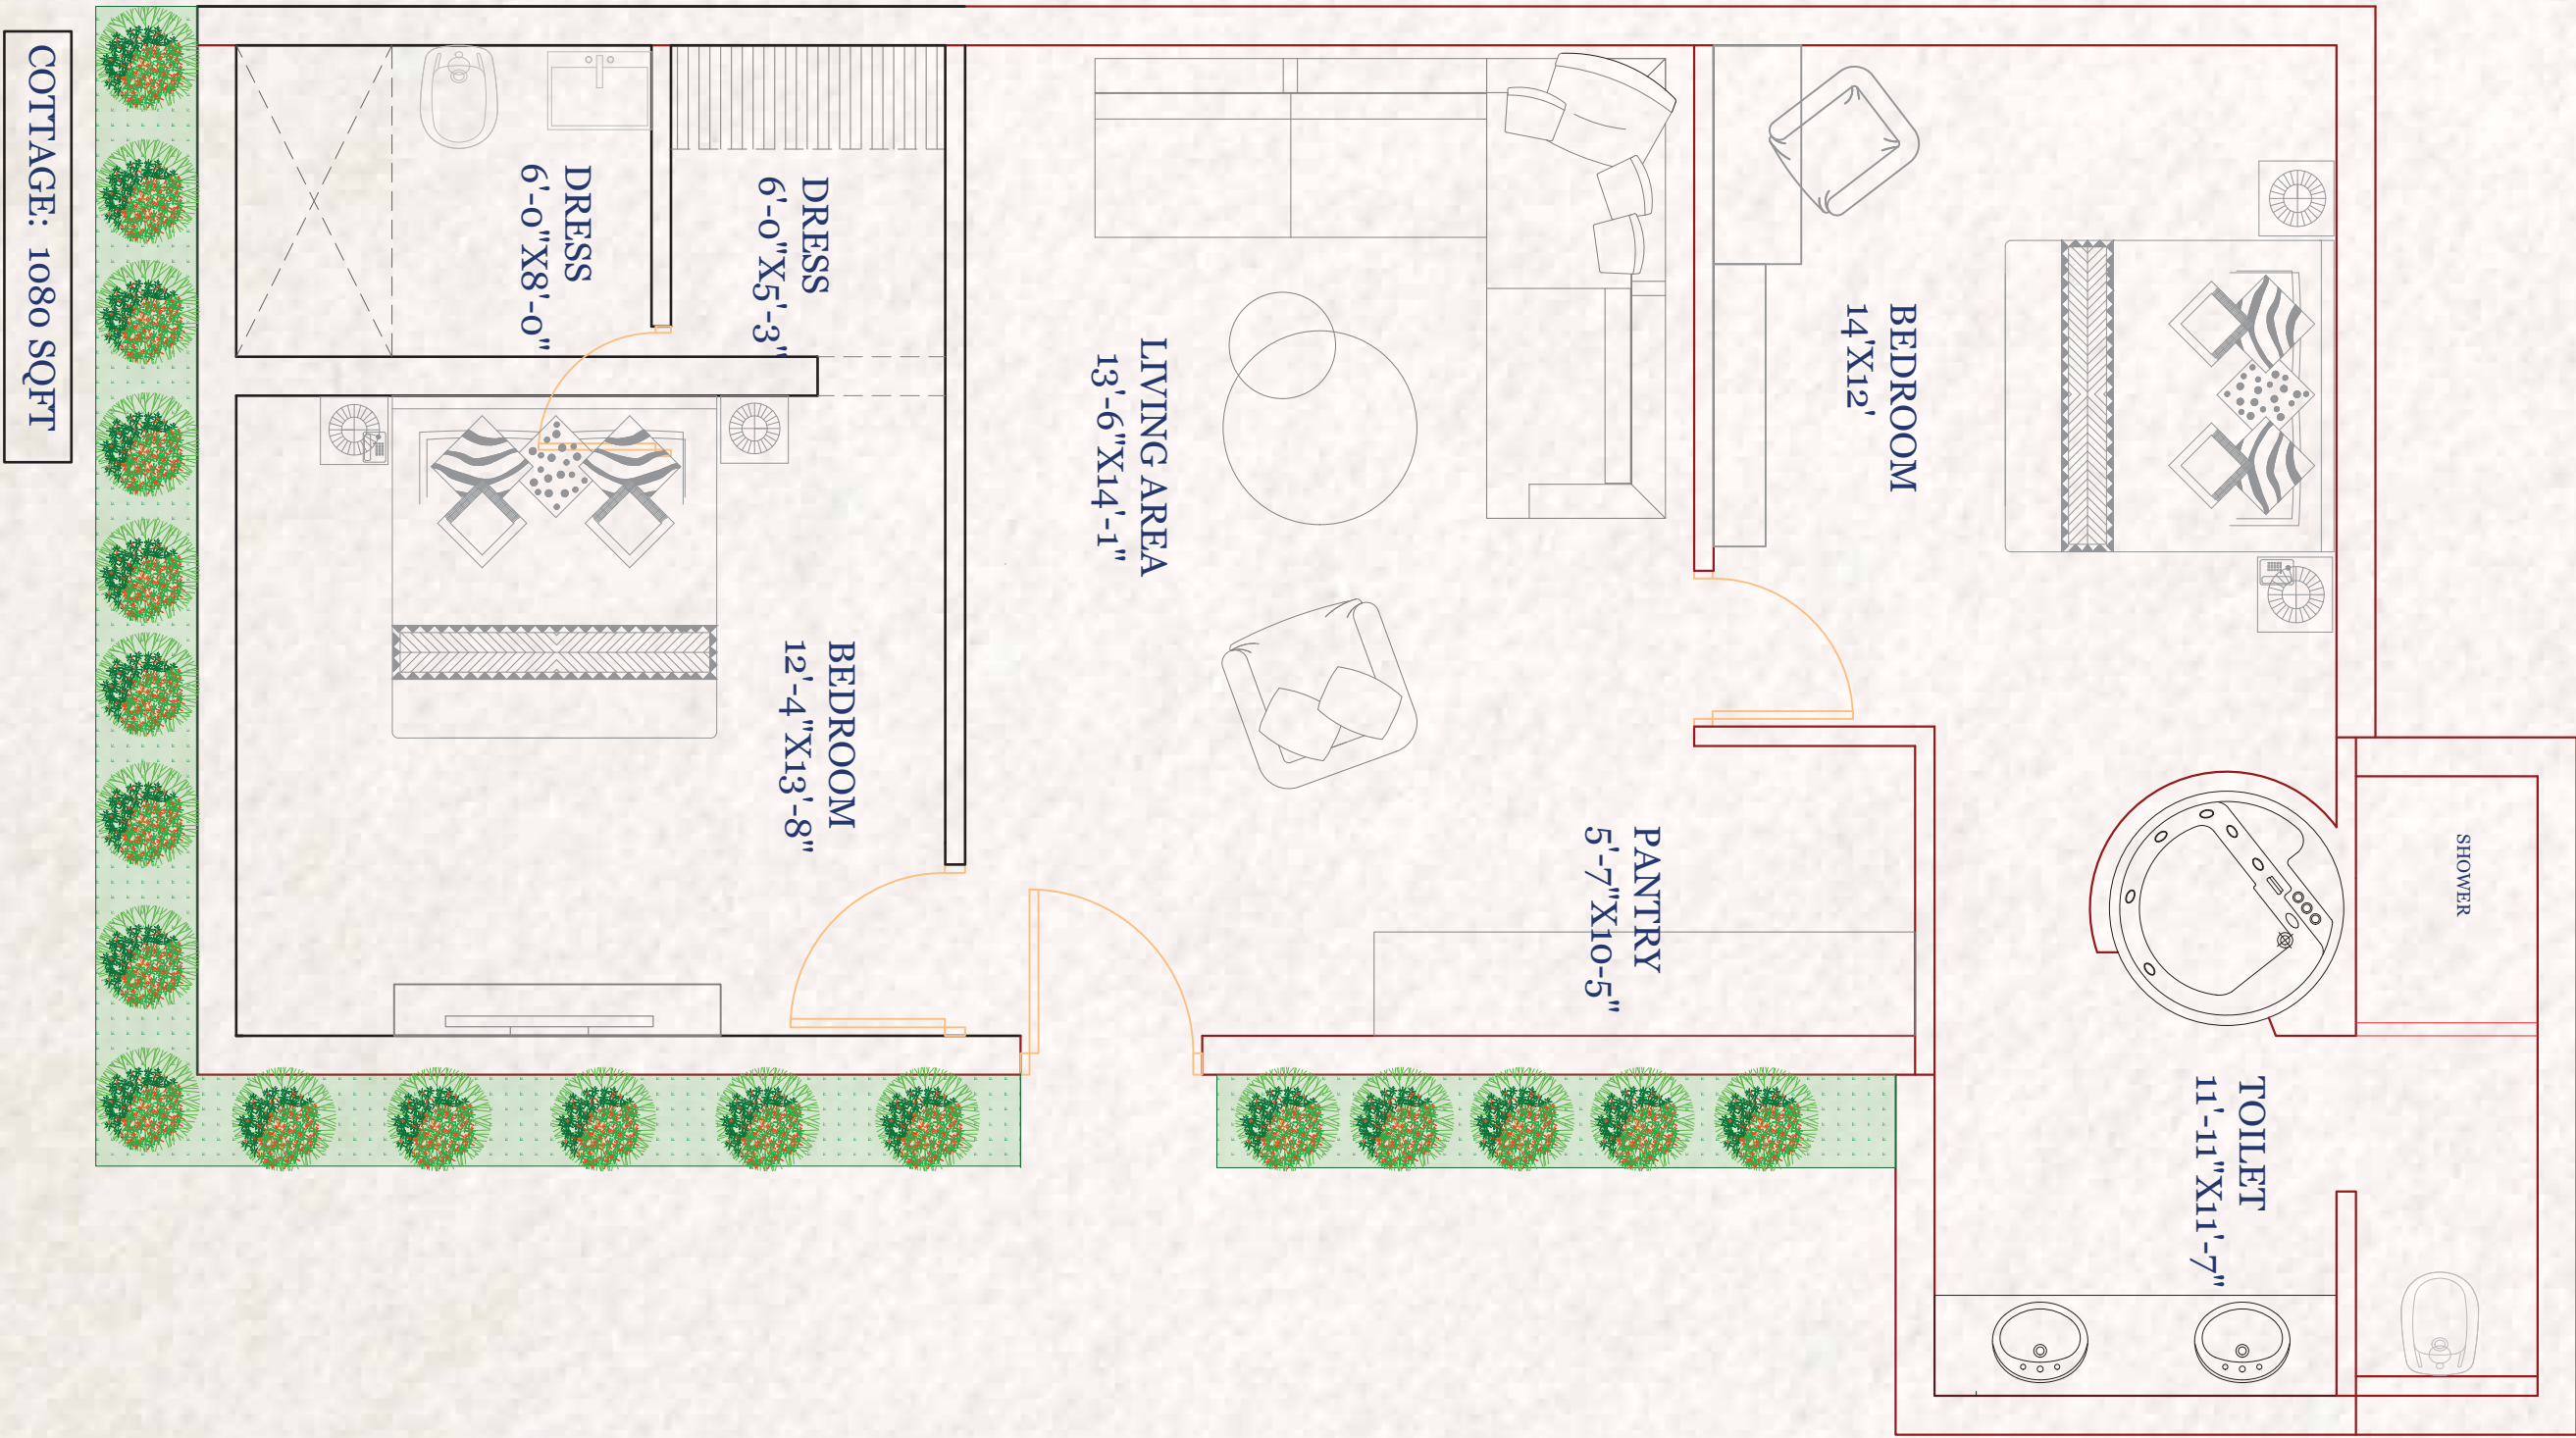 COTTAGE: 1080 SQFT
DRESS
6'-0"X8'-0"
DRESS
6'-0"X5'-3"
BEDROOM
12'-4"X13'-8"
LIVING AREA
13'-6"X14'-1"
PANTRY
5'-7"X10-5"
BEDROOM
14'X12'
TOILET
11'-11"X11'-7"
SHOWER